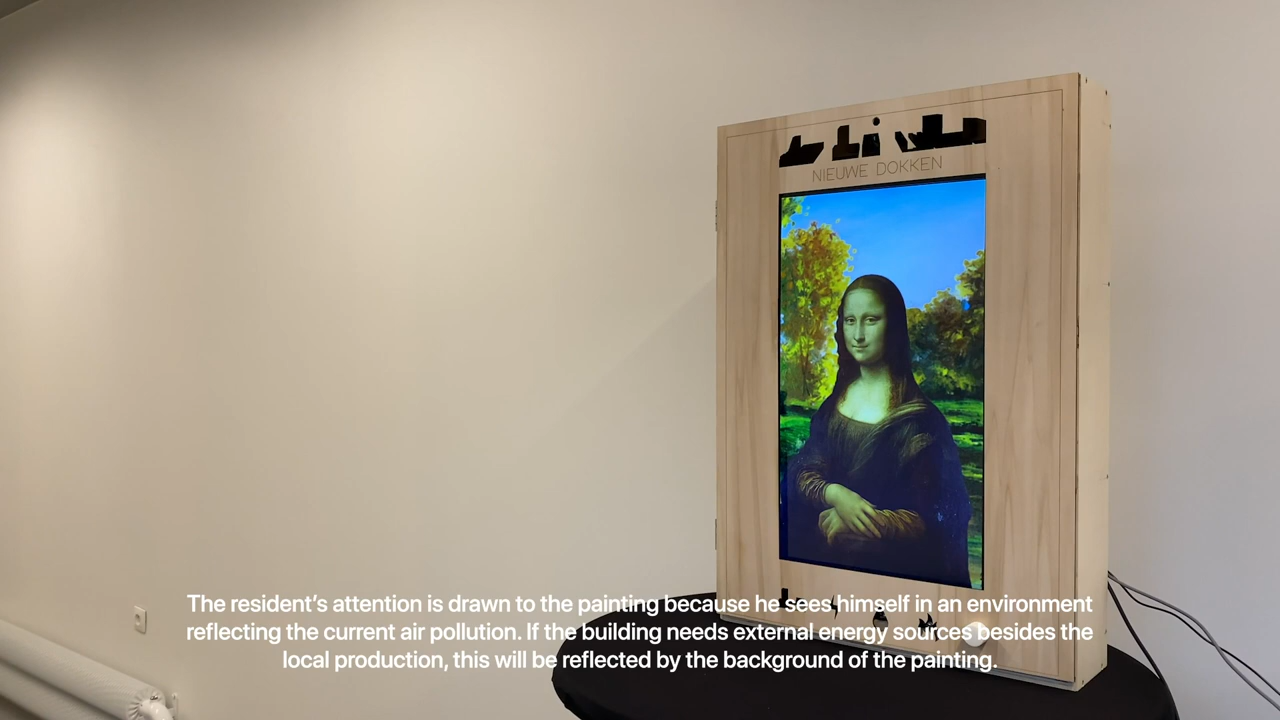 NIEUWE DOKKEN
The resident’s attention is drawn to the painting because he sees himself in an environment
reflecting the current air pollution. If the building needs external energy sources besides the
local production, this will be reflected by the background of the painting.